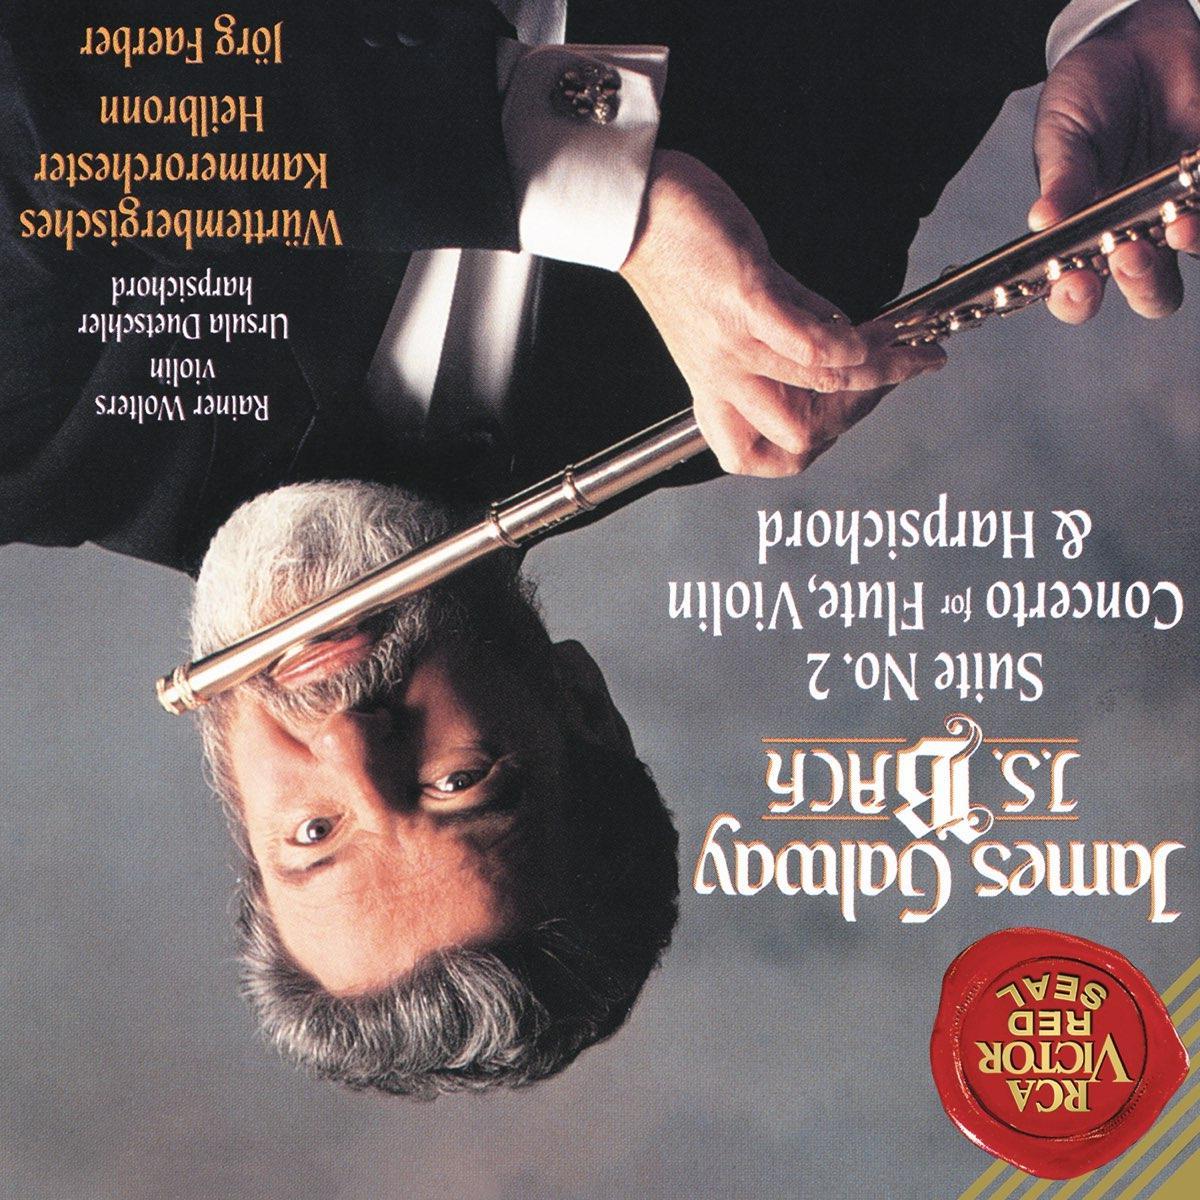 RCA
VICTOR
RED
SEAL
James Galway
J.S. BACH
Suite No. 2
Concerto for Flute, Violin
& Harpsichord
Rainer Wolters
violin
Ursula Duetschler
harpsichord
Württembergisches
Kammerorchester
Heilbronn
Jörg Faerber